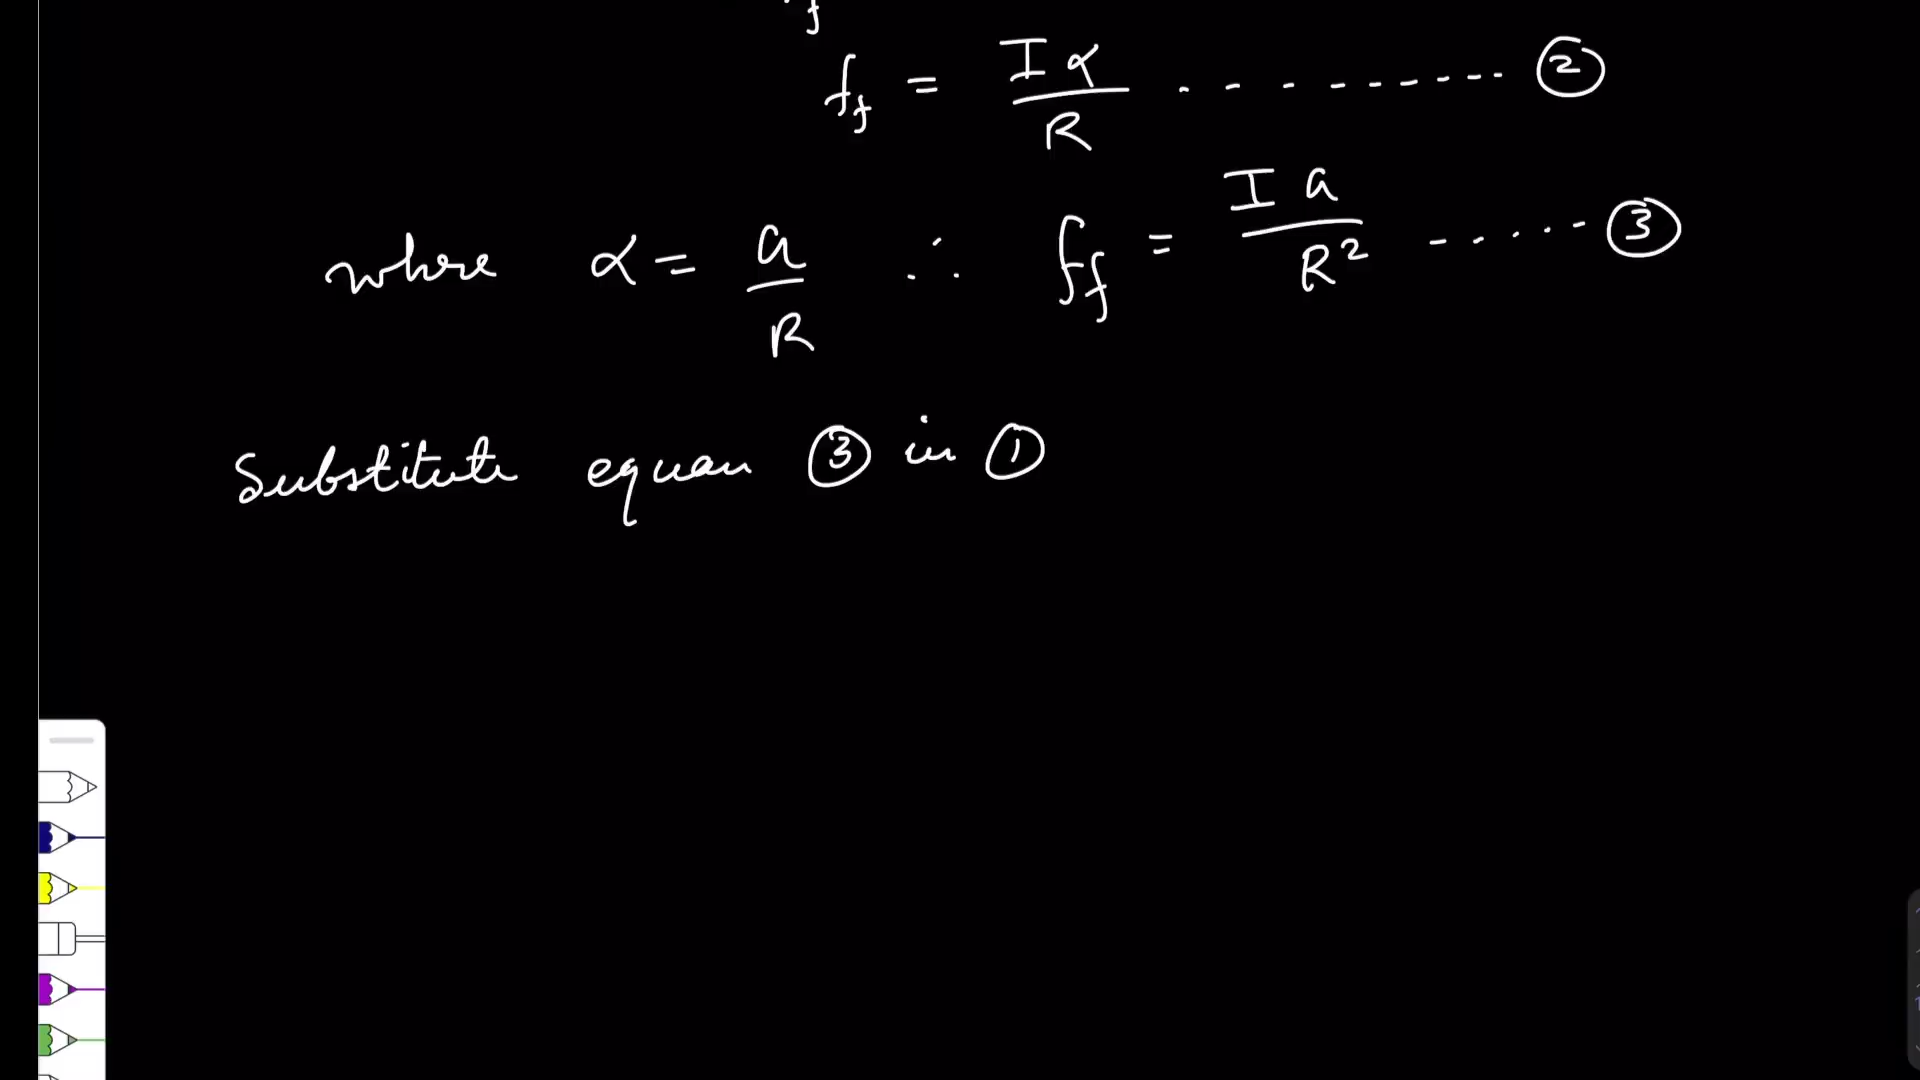 f_f = Iα/R .......... ②
where α = a/R ∴ f_f = Ia/R² ..... ③
Substitute equan ③ in ①